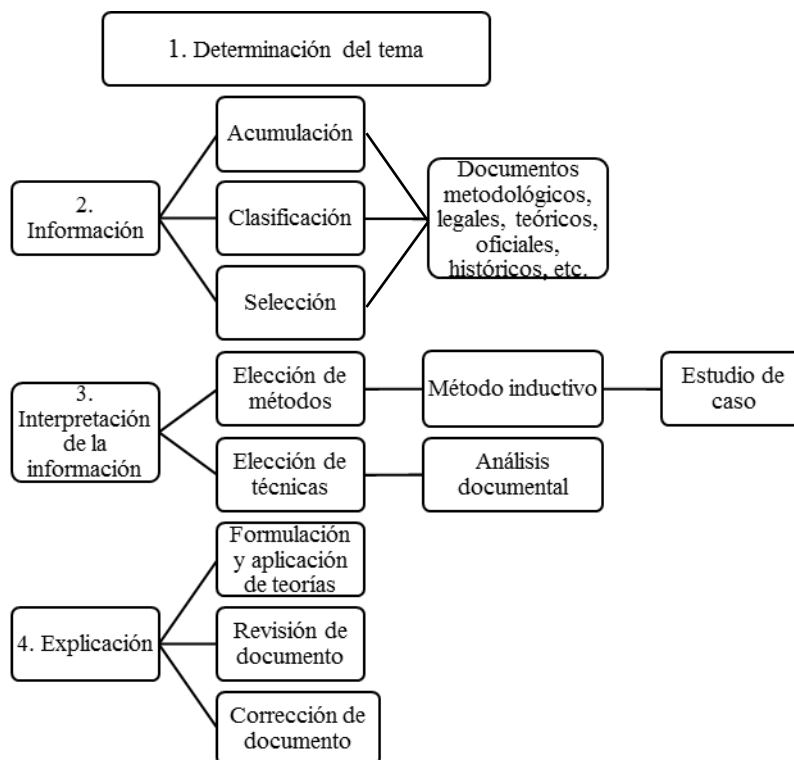 1. Determinación del tema
Acumulación
2.
Información
Clasificación
Selección
Documentos
metodológicos,
legales, teóricos,
oficiales,
históricos, etc.
3.
Interpretación
de la
información
Elección de
métodos
Método inductivo
Estudio de
caso
Elección de
técnicas
Análisis
documental
4. Explicación
Formulación
y aplicación
de teorías
Revisión de
documento
Corrección de
documento